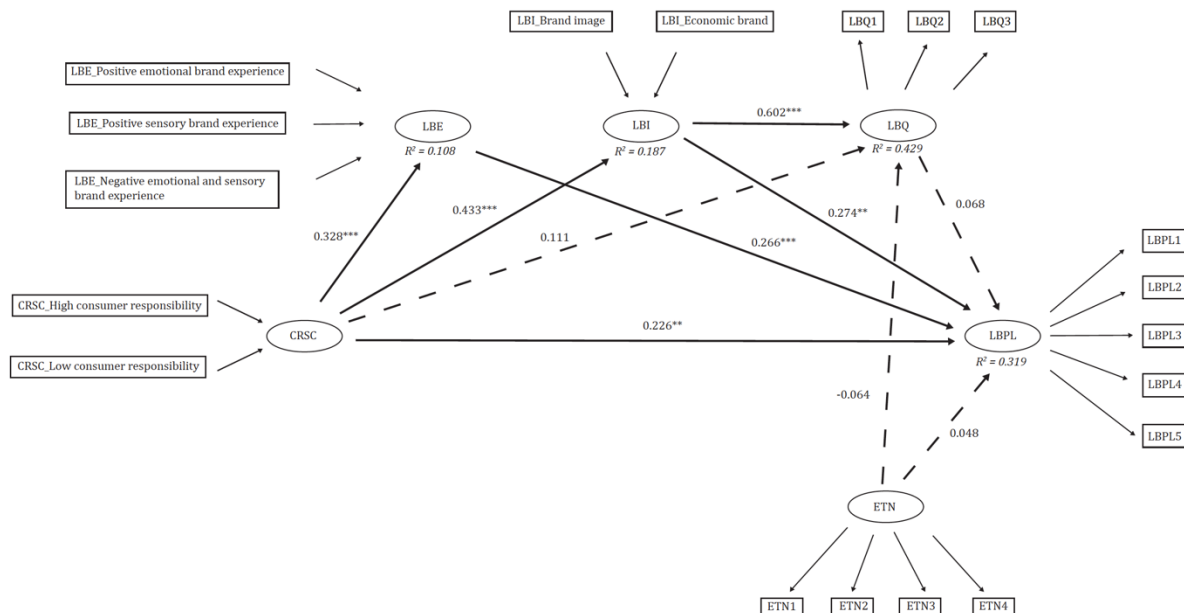 LBI_Brand image
LBI_Economic brand
LBQ1
LBQ2
LBQ3
LBE_Positive emotional brand experience
LBE_Positive sensory brand experience
LBE_Negative emotional and sensory
brand experience
LBE
R² = 0.108
LBI
R² = 0.187
0.602***
LBQ
R² = 0.429
0.328***
0.433***
0.111
0.266***
0.274**
0.068
CRSC_High consumer responsibility
CRSC_Low consumer responsibility
CRSC
0.226**
LBPL
R² = 0.319
LBPL1
LBPL2
LBPL3
LBPL4
LBPL5
-0.064
0.048
ETN
ETN1
ETN2
ETN3
ETN4